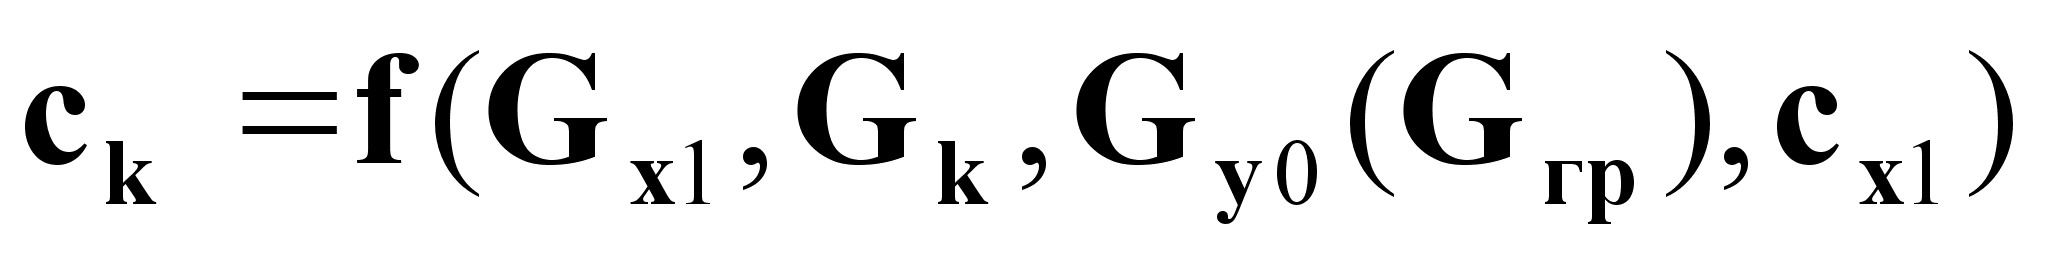 c_k = f(G_x1, G_k, G_y0(G_гр), c_x1)